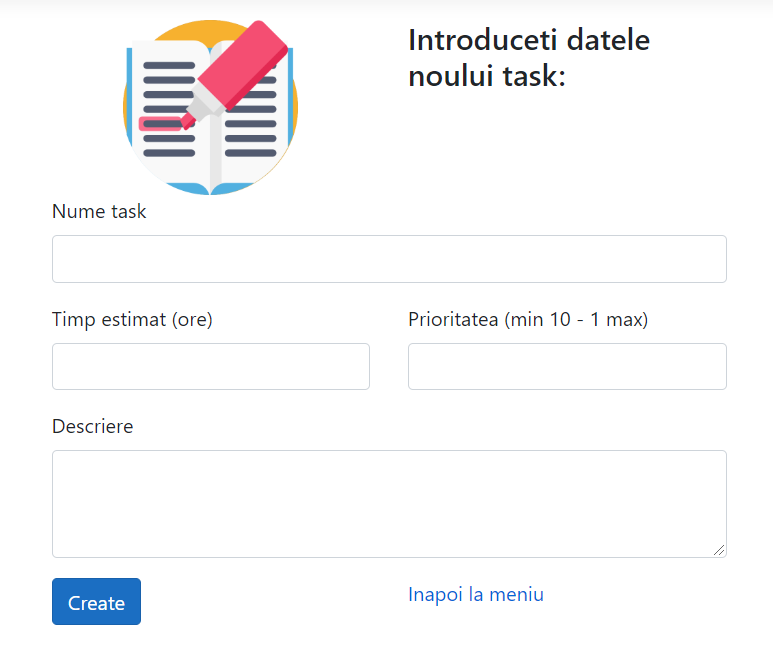 Introduceti datele
noului task:
Nume task
Timp estimat (ore)
Prioritatea (min 10 - 1 max)
Descriere
Create
Inapoi la meniu